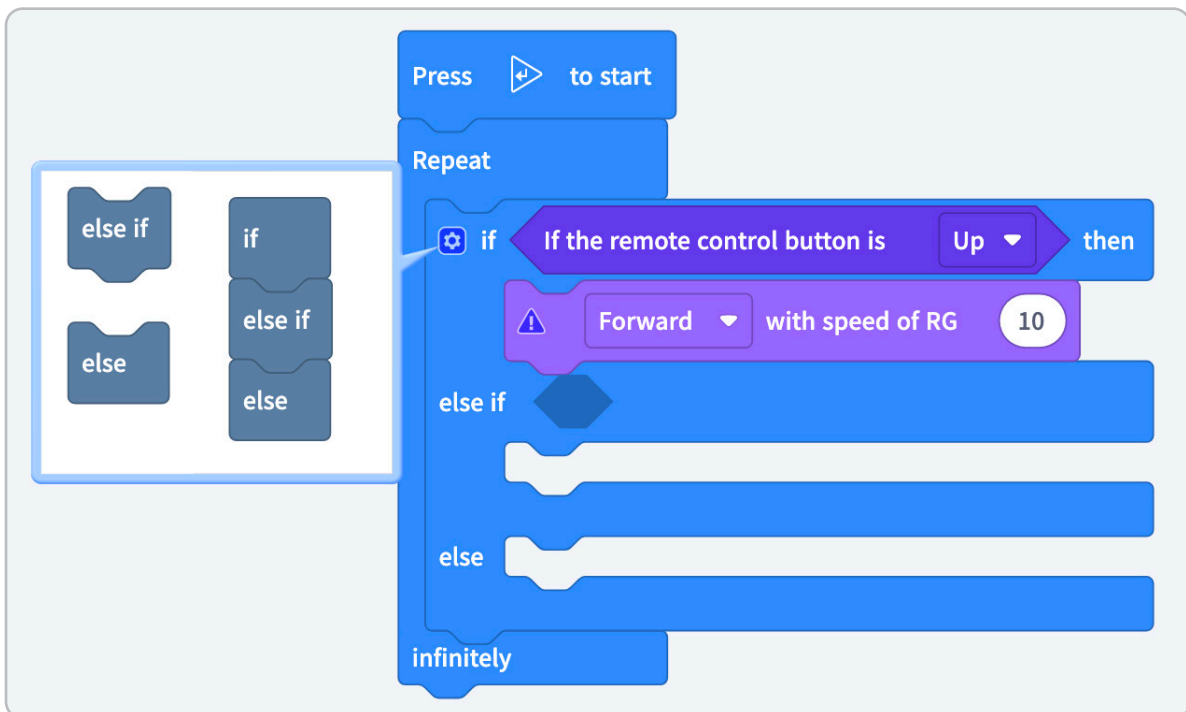 Press to start
Repeat
if If the remote control button is Up then
Forward with speed of RG 10
else if
else
infinitely
else if
else
if
else if
else